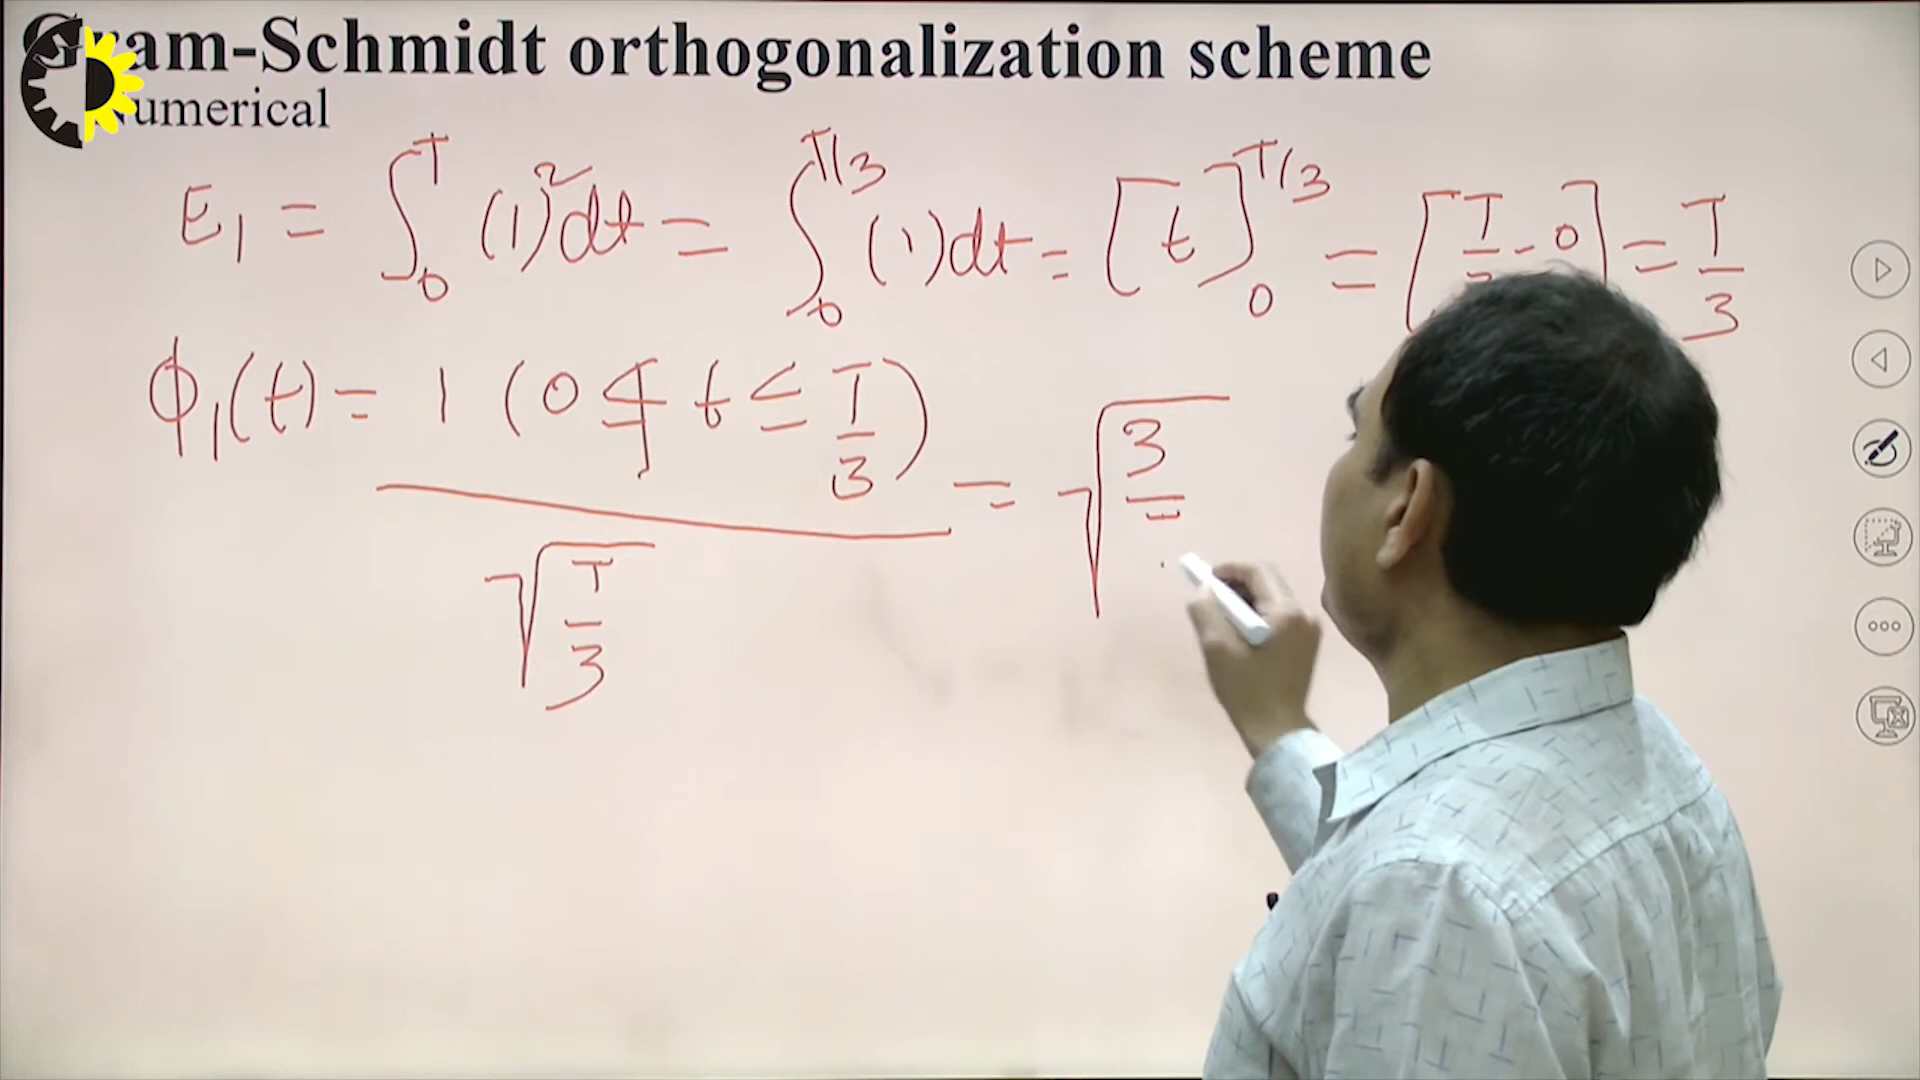 Gram-Schmidt orthogonalization scheme
Numerical
E₁ = ∫₀ᵀ (1)² dt = ∫₀^{T/3} (1) dt = [t]₀^{T/3} = [T/3 - 0] = T/3
ϕ₁(t) = 1 (0 ≤ t ≤ T/3) / √(T/3) = √(3/